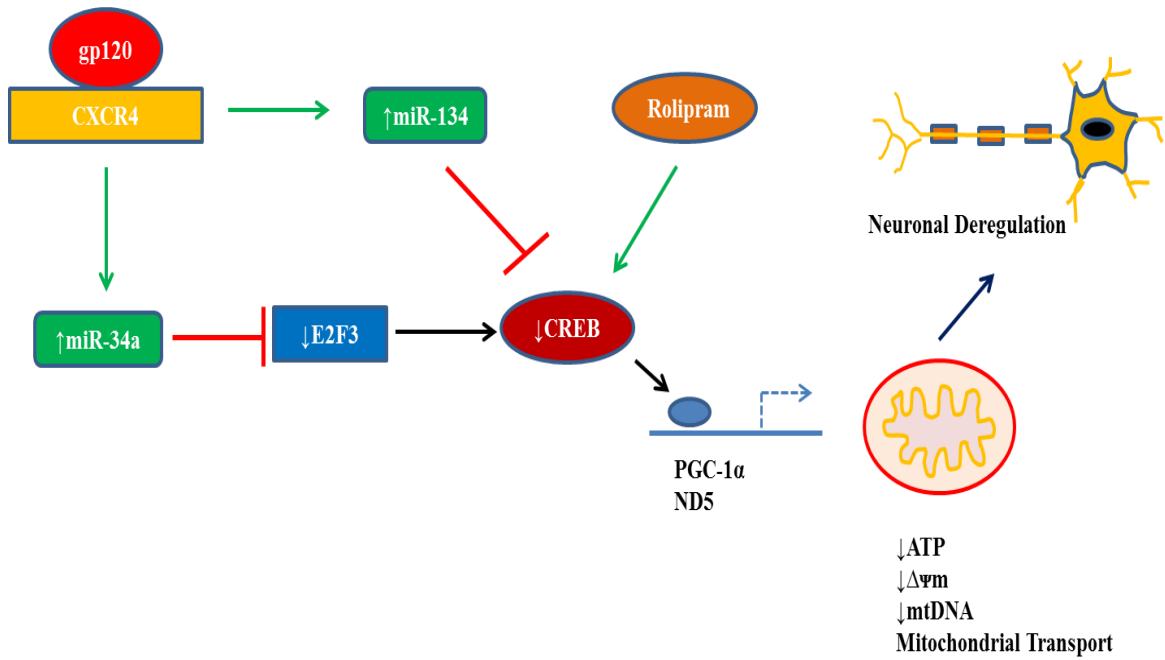 gp120
CXCR4
↑miR-134
Rolipram
Neuronal Deregulation
↑miR-34a
↓E2F3
↓CREB
PGC-1α
ND5
↓ATP
↓Δψm
↓mtDNA
Mitochondrial Transport